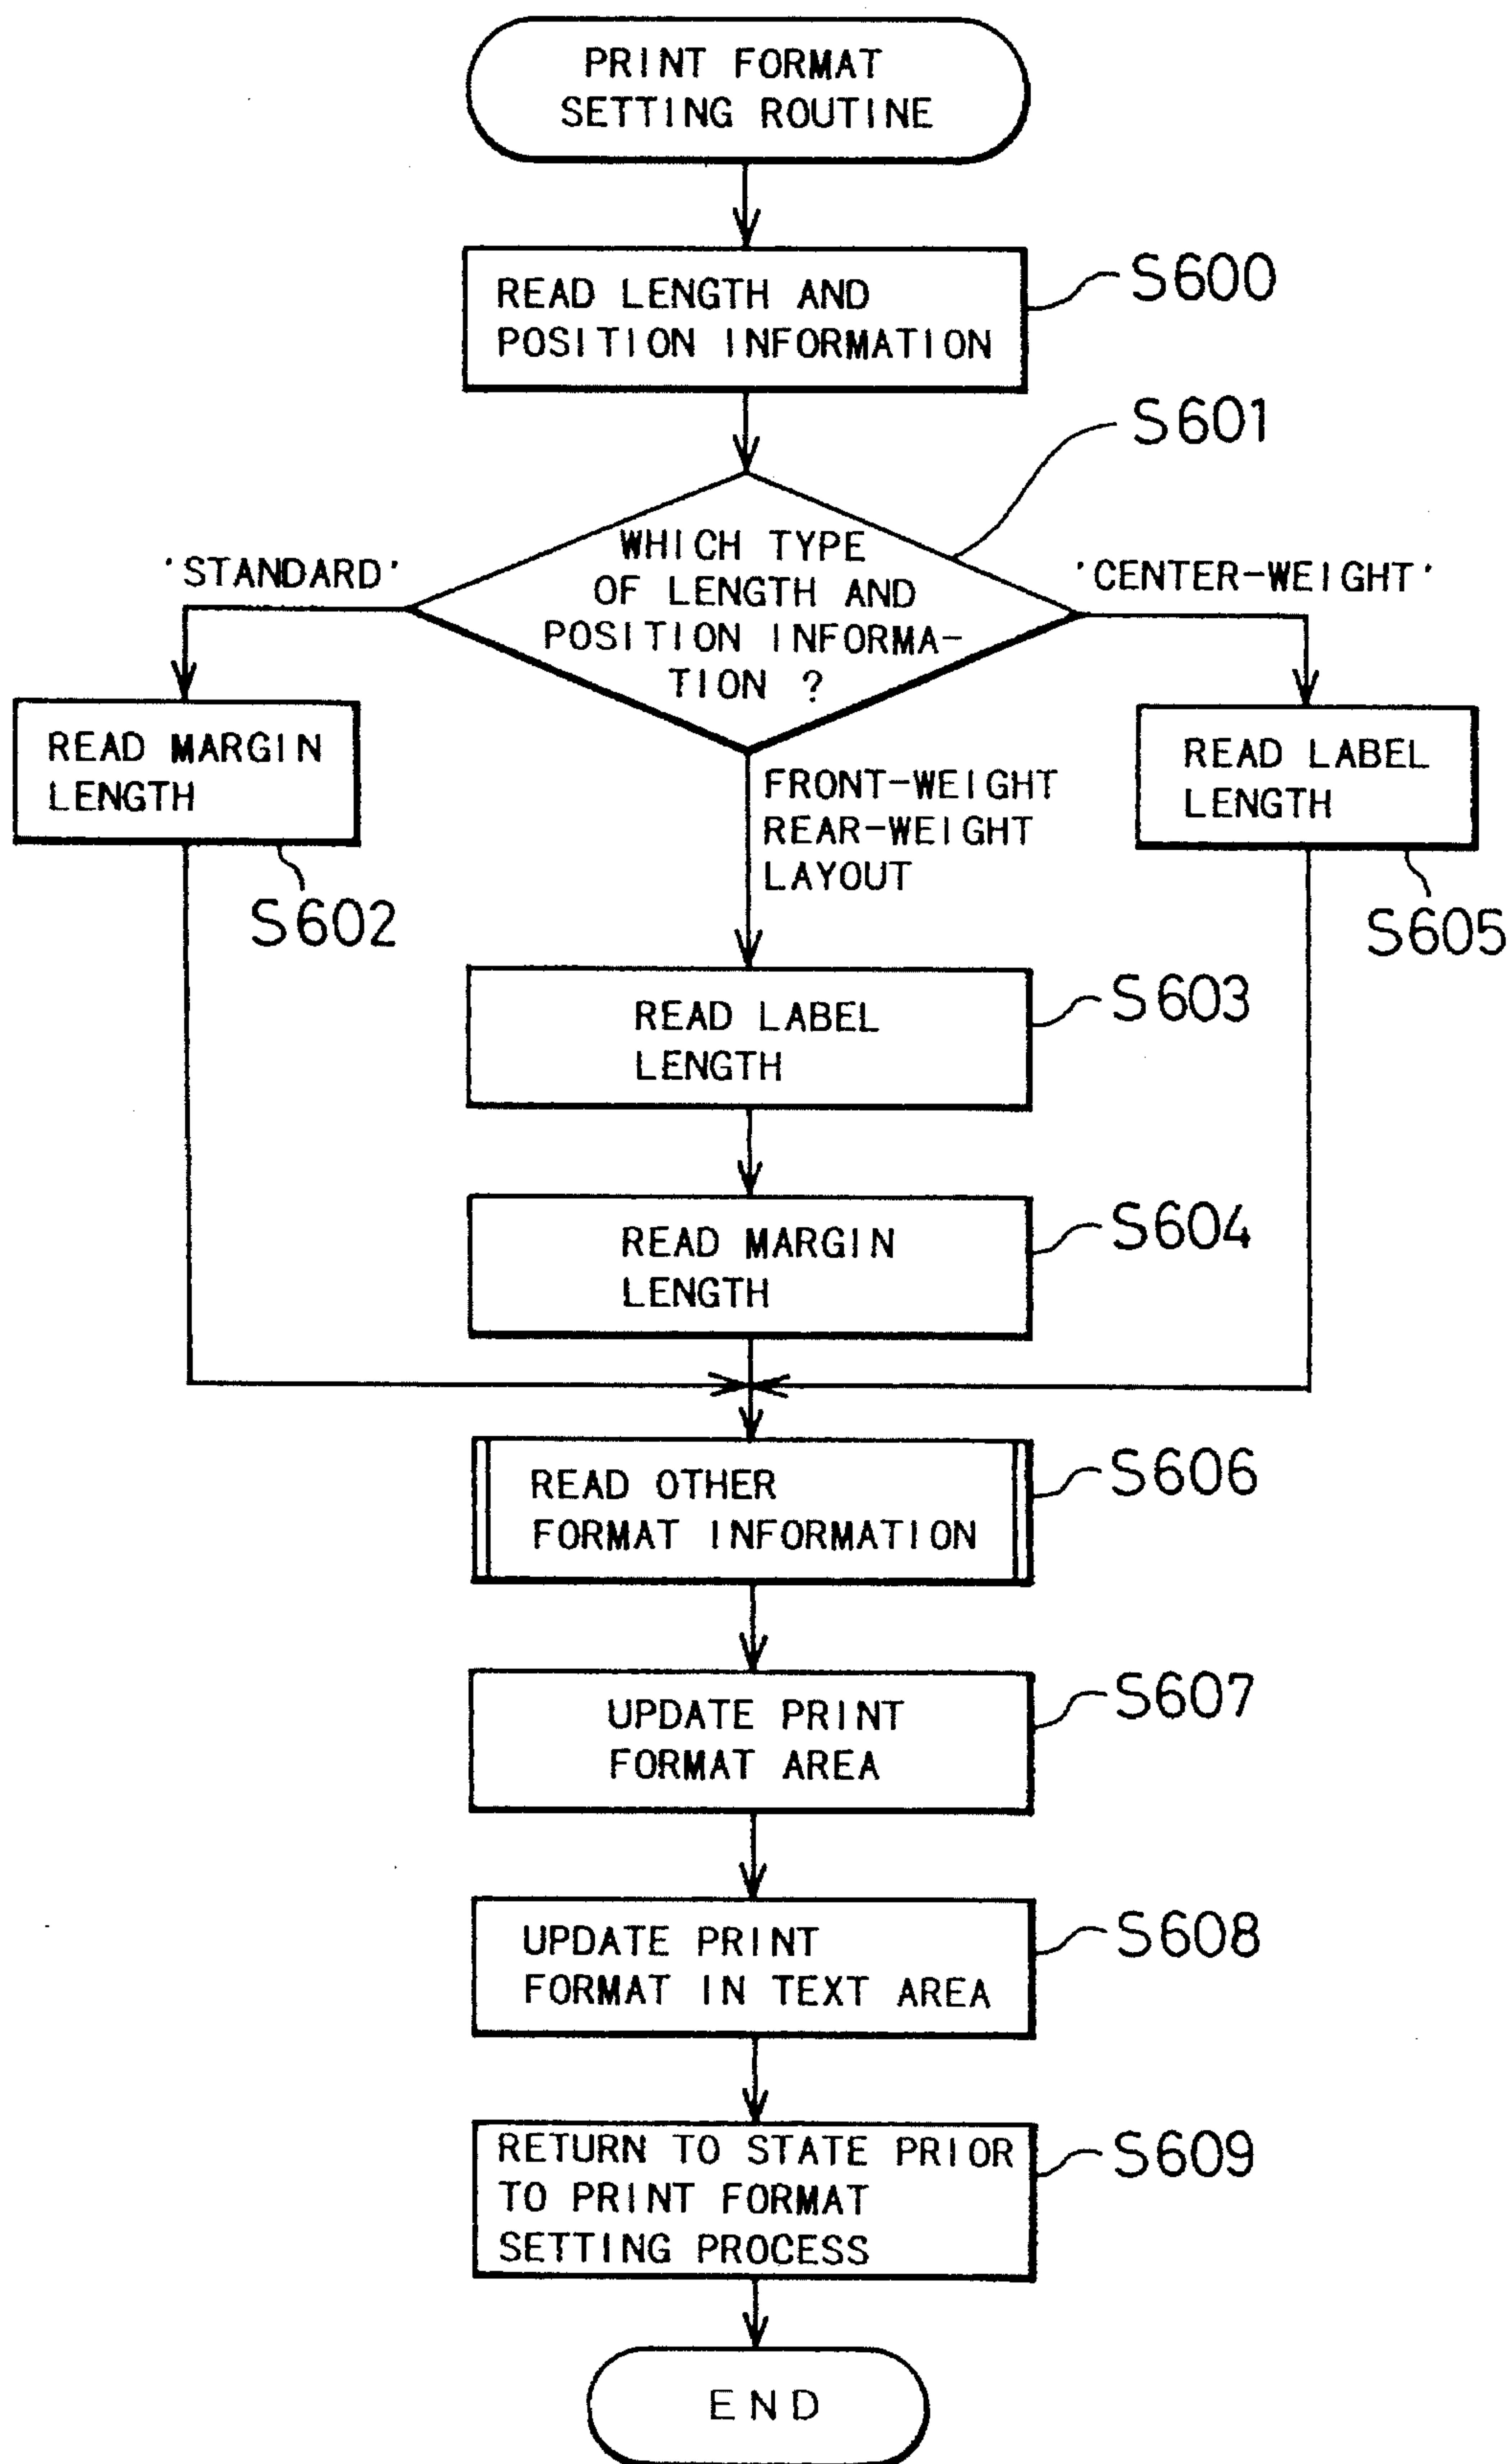 PRINT FORMAT
SETTING ROUTINE
READ LENGTH AND
POSITION INFORMATION
S600
S601
WHICH TYPE
OF LENGTH AND
POSITION INFORMA-
TION ?
'STANDARD'
'CENTER-WEIGHT'
READ MARGIN
LENGTH
S602
FRONT-WEIGHT
REAR-WEIGHT
LAYOUT
READ LABEL
LENGTH
S605
READ LABEL
LENGTH
S603
READ MARGIN
LENGTH
S604
READ OTHER
FORMAT INFORMATION
S606
UPDATE PRINT
FORMAT AREA
S607
UPDATE PRINT
FORMAT IN TEXT AREA
S608
RETURN TO STATE PRIOR
TO PRINT FORMAT
SETTING PROCESS
S609
END